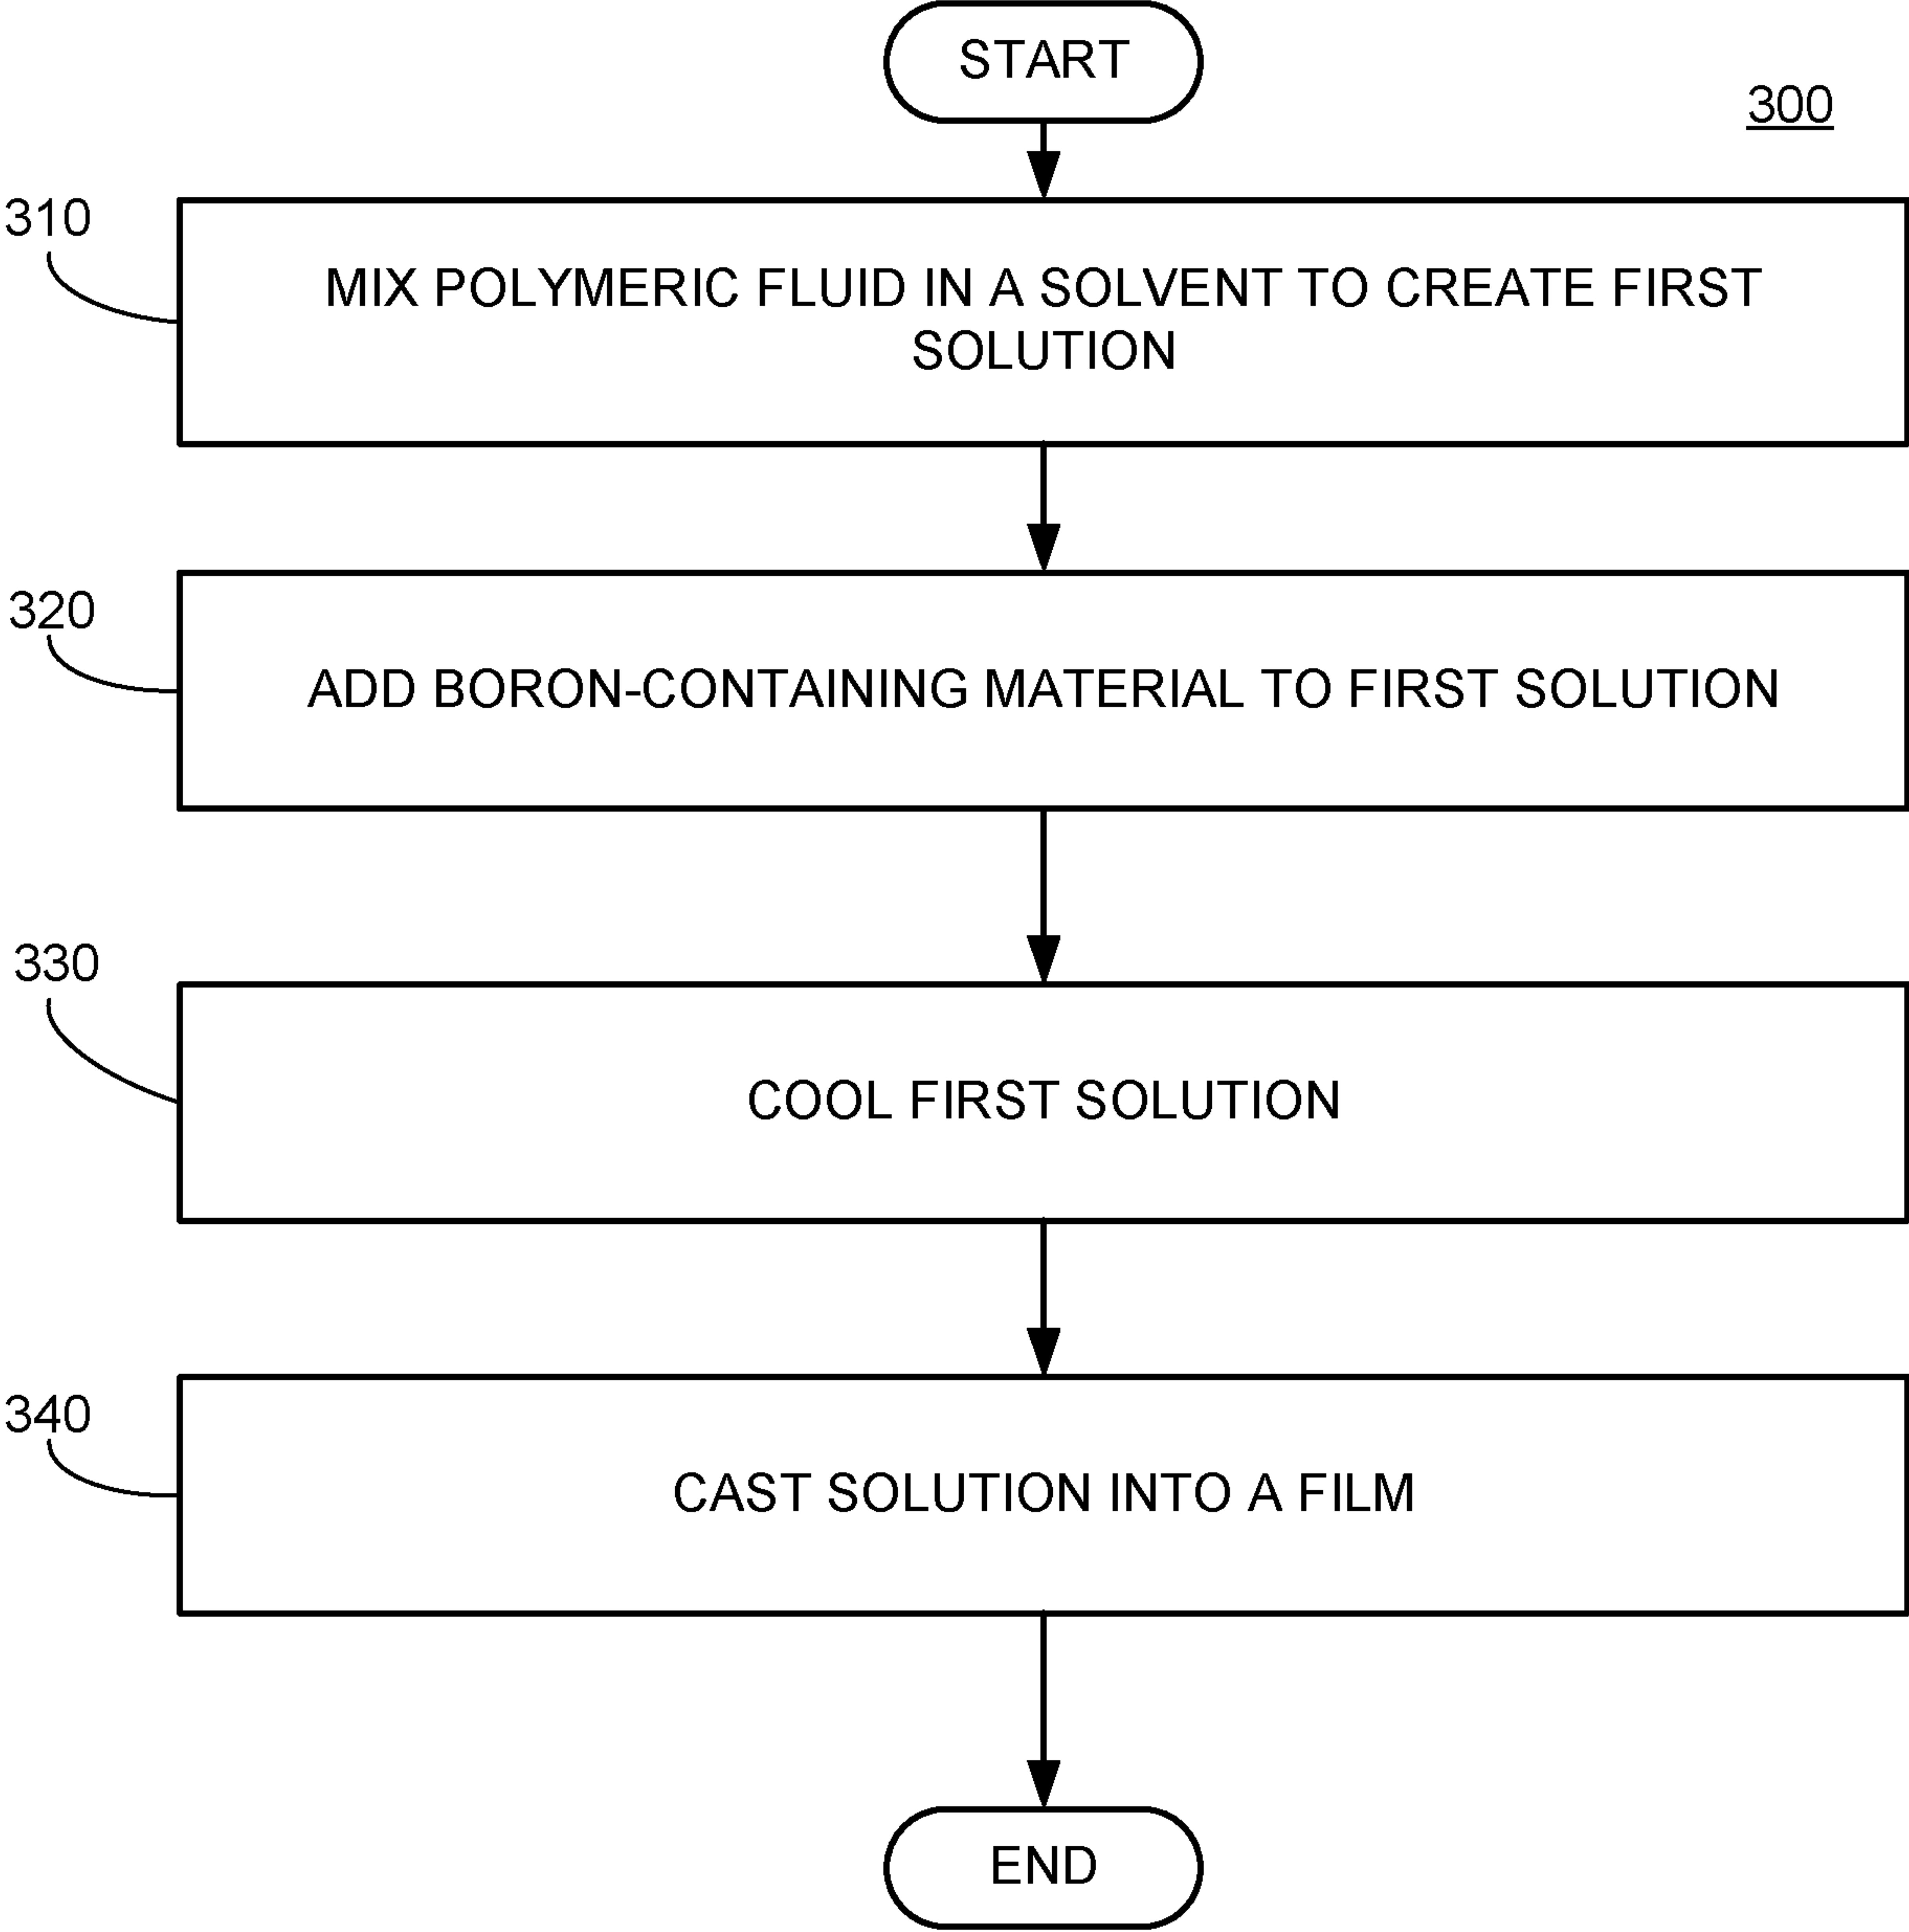 START
300
310
MIX POLYMERIC FLUID IN A SOLVENT TO CREATE FIRST
SOLUTION
320
ADD BORON-CONTAINING MATERIAL TO FIRST SOLUTION
330
COOL FIRST SOLUTION
340
CAST SOLUTION INTO A FILM
END